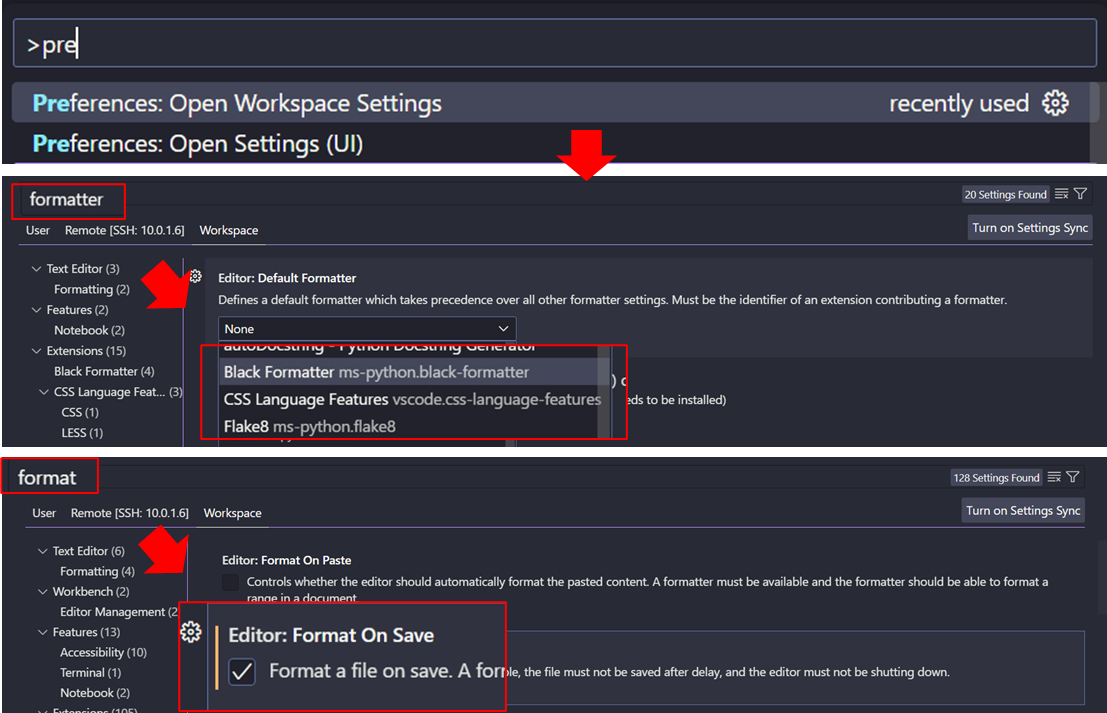 >pre
Preferences: Open Workspace Settings recently used
Preferences: Open Settings (UI)
formatter
20 Settings Found
User Remote [SSH: 10.0.1.6] Workspace
Turn on Settings Sync
Text Editor (3)
Formatting (2)
Features (2)
Notebook (2)
Extensions (15)
Black Formatter (4)
CSS Language Feat... (3)
CSS (1)
LESS (1)
Editor: Default Formatter
Defines a default formatter which takes precedence over all other formatter settings. Must be the identifier of an extension contributing a formatter.
None
autoDocstring - Python Docstring Generator
Black Formatter ms-python.black-formatter
CSS Language Features vscode.css-language-features
eds to be installed)
Flake8 ms-python.flake8
format
128 Settings Found
User Remote [SSH: 10.0.1.6] Workspace
Turn on Settings Sync
Text Editor (6)
Formatting (4)
Workbench (2)
Editor Management (2
Features (13)
Accessibility (10)
Terminal (1)
Notebook (2)
Extensions (105)
Editor: Format On Paste
Controls whether the editor should automatically format the pasted content. A formatter must be available and the formatter should be able to format a
range in a document.
Editor: Format On Save
Format a file on save. A for ple, the file must not be saved after delay, and the editor must not be shutting down.